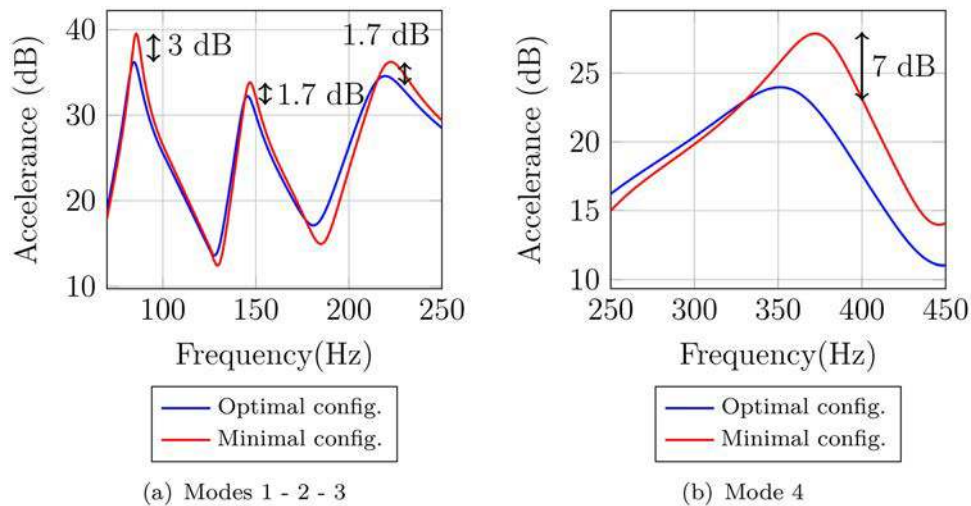 40
30
20
10
Accelerance (dB)
3 dB
1.7 dB
1.7 dB
100
150
200
250
Frequency(Hz)
Optimal config.
Minimal config.
(a) Modes 1 - 2 - 3
25
20
15
10
Accelerance (dB)
7 dB
250
300
350
400
450
Frequency(Hz)
Optimal config.
Minimal config.
(b) Mode 4